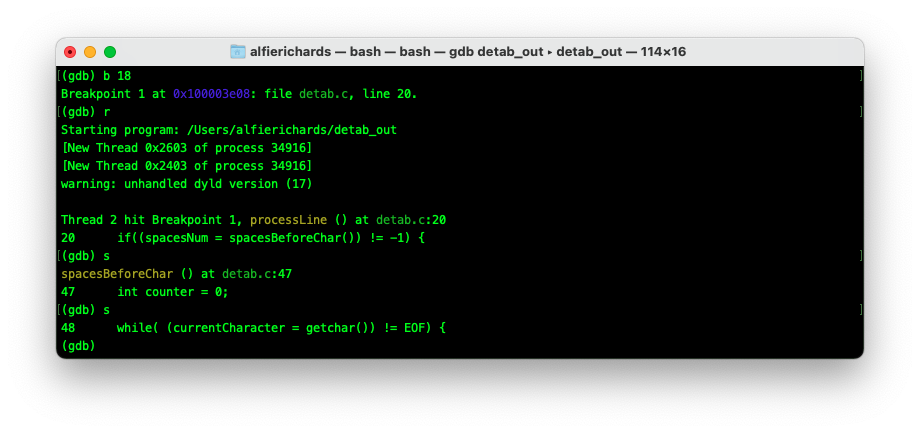 alfierichards — bash — bash — gdb detab_out ▸ detab_out — 114×16
[(gdb) b 18 ]
Breakpoint 1 at 0x100003e08: file detab.c, line 20.
[(gdb) r ]
Starting program: /Users/alfierichards/detab_out
[New Thread 0x2603 of process 34916]
[New Thread 0x2403 of process 34916]
warning: unhandled dyld version (17)
Thread 2 hit Breakpoint 1, processLine () at detab.c:20
20      if((spacesNum = spacesBeforeChar()) != -1) {
[(gdb) s ]
spacesBeforeChar () at detab.c:47
47      int counter = 0;
[(gdb) s ]
48      while( (currentCharacter = getchar()) != EOF) {
(gdb)